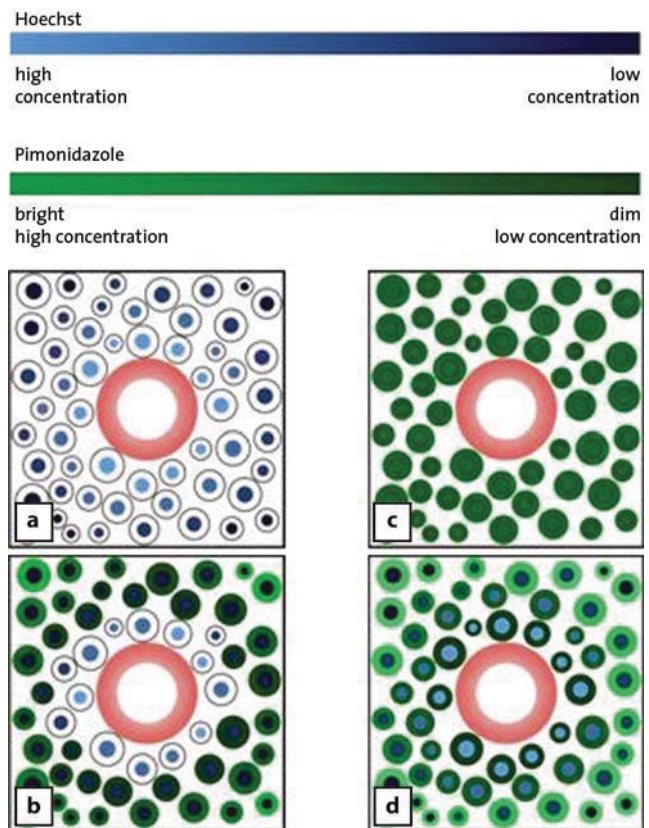 Hoechst
high low
concentration concentration
Pimonidazole
bright dim
high concentration low concentration
a c
b d